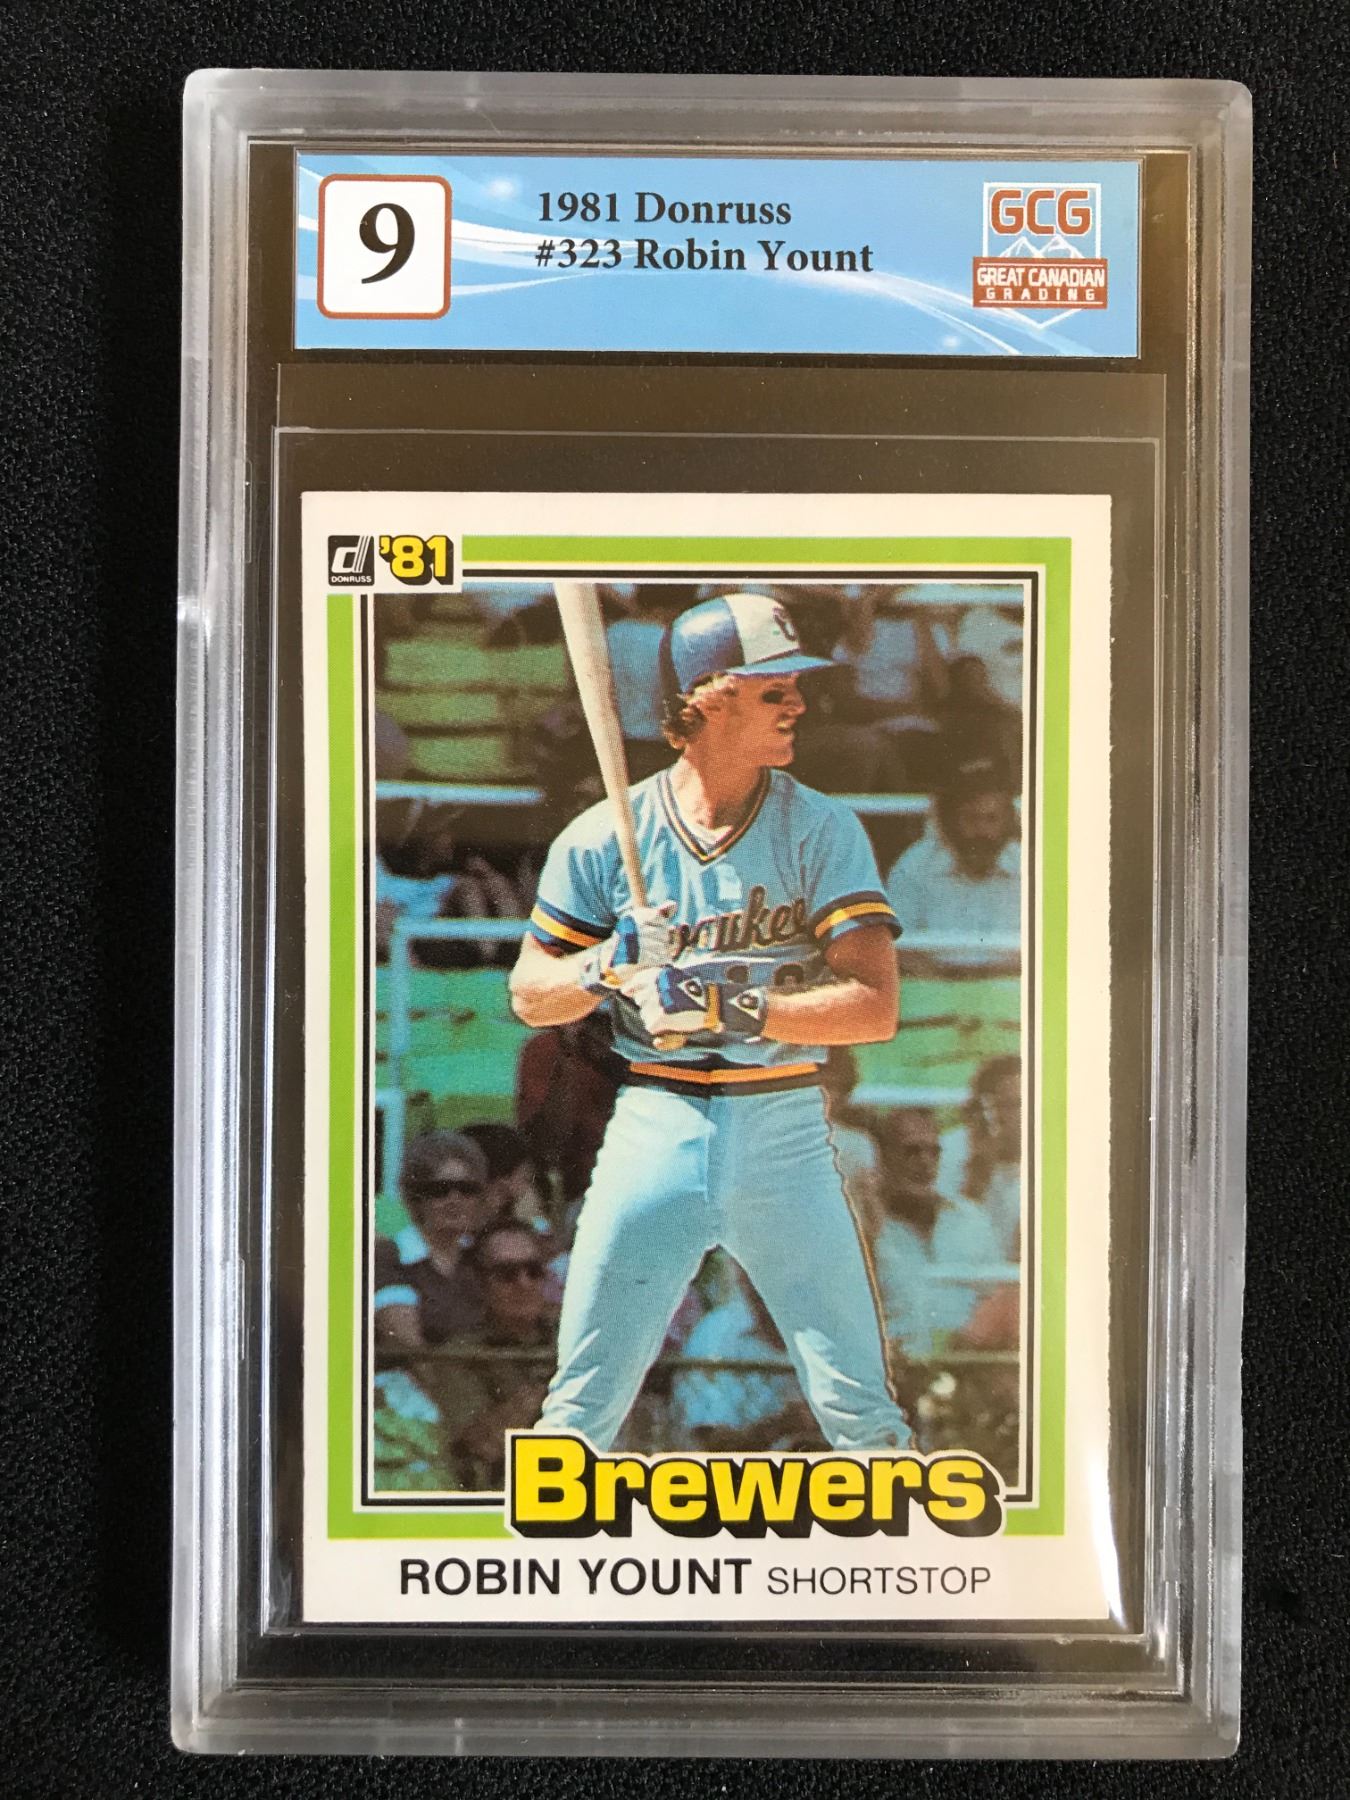 9
1981 Donruss
#323 Robin Yount
GCG
GREAT CANADIAN
GRADING
d '81
DONRUSS
Brewers
ROBIN YOUNT SHORTSTOP